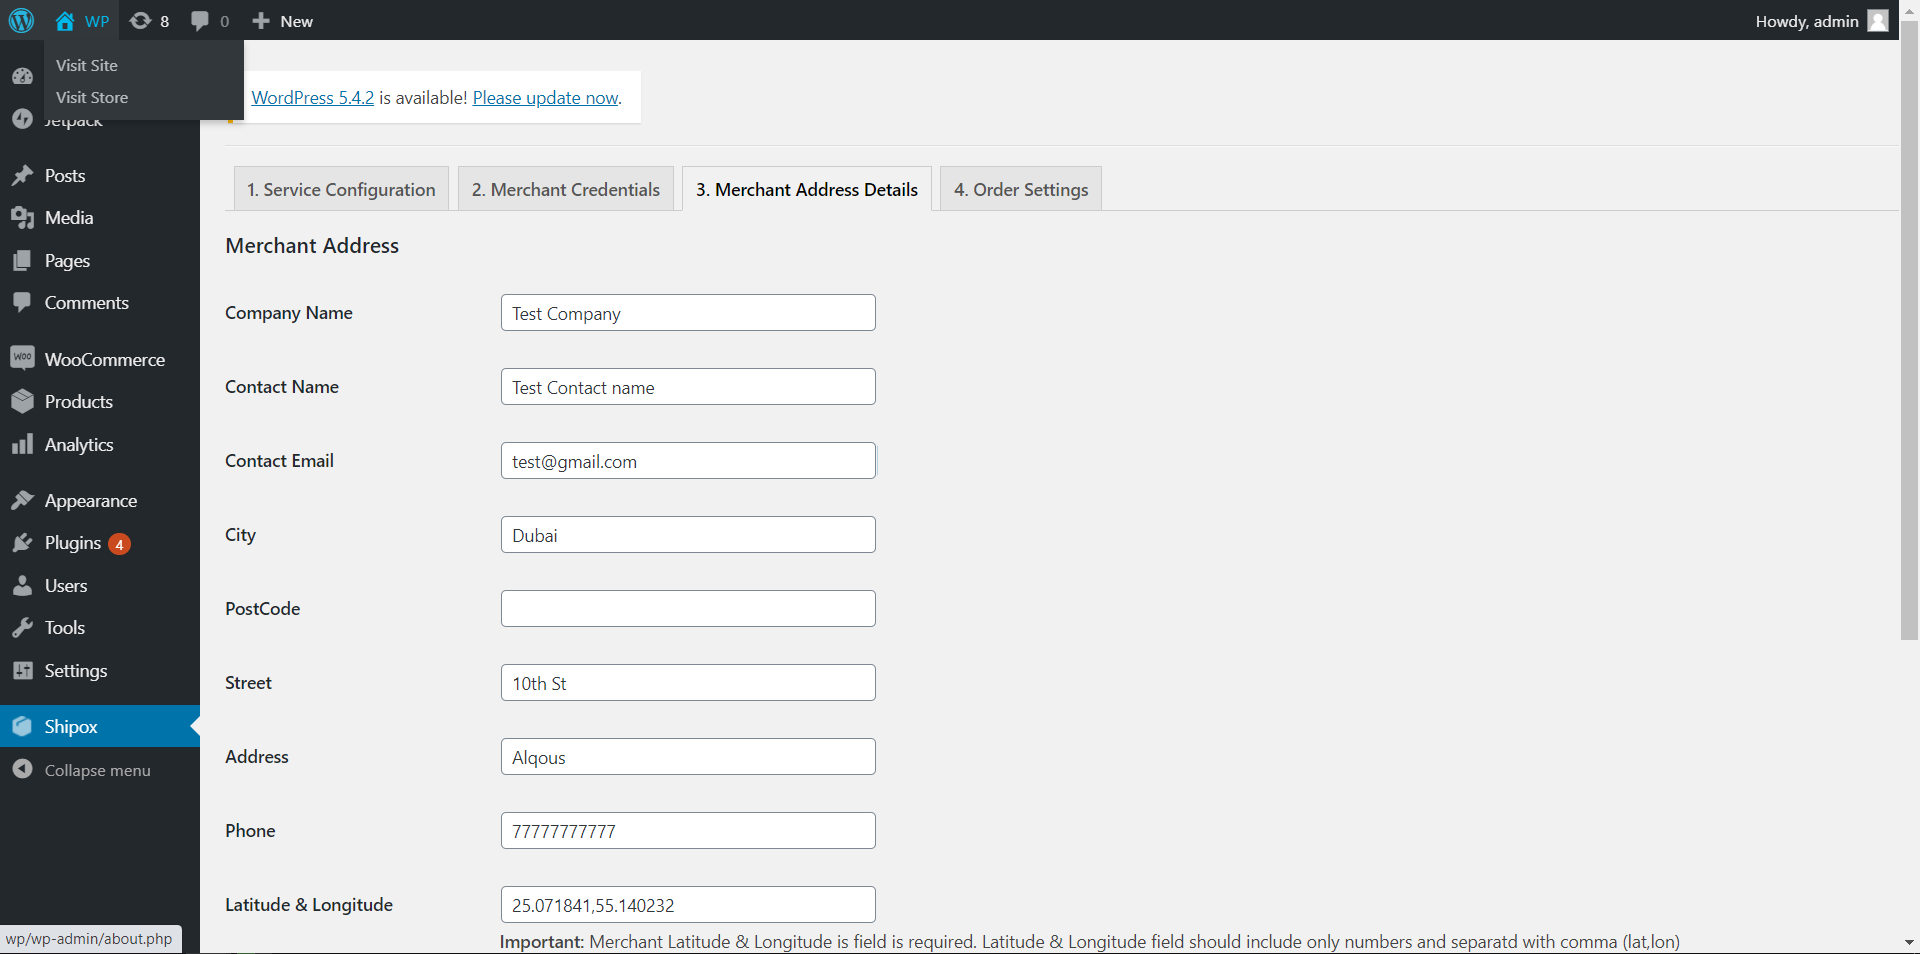 WP 8 0 New Howdy, admin
Visit Site
Visit Store
WordPress 5.4.2 is available! Please update now.
Jetpack
Posts
Media
Pages
Comments
WooCommerce
Products
Analytics
Appearance
Plugins 4
Users
Tools
Settings
Shipox
Collapse menu
1. Service Configuration 2. Merchant Credentials 3. Merchant Address Details 4. Order Settings
Merchant Address
Company Name Test Company
Contact Name Test Contact name
Contact Email test@gmail.com
City Dubai
PostCode
Street 10th St
Address Alqous
Phone 77777777777
Latitude & Longitude 25.071841,55.140232
Important: Merchant Latitude & Longitude is field is required. Latitude & Longitude field should include only numbers and separatd with comma (lat,lon)
wp/wp-admin/about.php